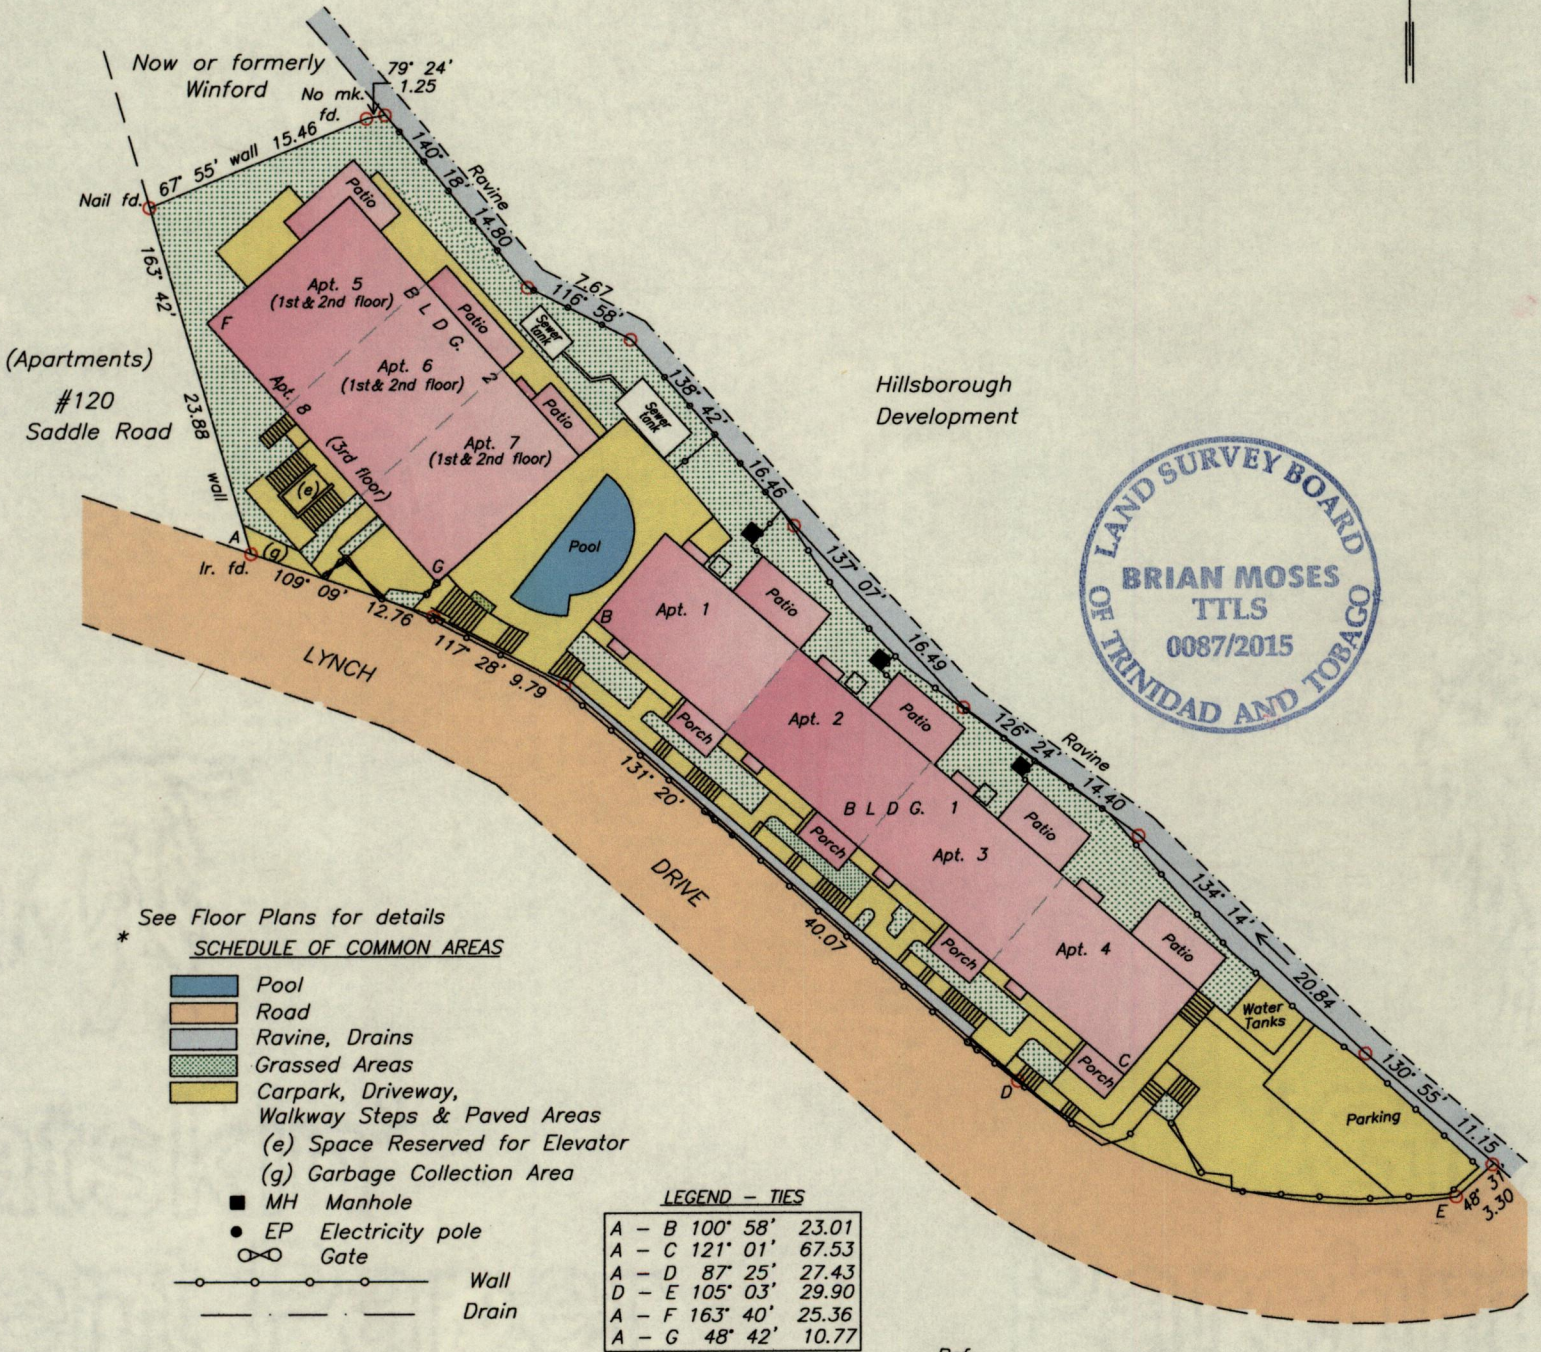 Now or formerly
Winford
79° 24'
1.25
No mk.
fd.
67° 55' wall 15.46
Nail fd.
140° 18' 14.80
Ravine
7.67
116° 58'
138° 42' 16.46
137° 07' 16.49
126° 24' 14.40
Ravine
134° 14' 20.84
130° 55' 11.15
48° 31'
3.30
163° 42' 23.88 wall
(Apartments)
#120
Saddle Road
Hillsborough
Development
LAND SURVEY BOARD
OF TRINIDAD AND TOBAGO
BRIAN MOSES
TTLS
0087/2015
Patio
Apt. 5
(1st & 2nd floor)
F
BLDG. 2
Patio
Apt. 6
(1st & 2nd floor)
Patio
Apt. 7
(1st & 2nd floor)
Apt. 8
(3rd floor)
Sewer
tank
Sewer
tank
(e)
A
(g)
Ir. fd.
109° 09' 12.76
G
117° 28' 9.79
131° 20' 40.07
Pool
B
Apt. 1
Patio
Porch
Apt. 2
Patio
BLDG. 1
Porch
Apt. 3
Patio
Porch
Apt. 4
Patio
Porch
C
D
Water
Tanks
Parking
E
LYNCH
DRIVE
See Floor Plans for details
*
SCHEDULE OF COMMON AREAS
Pool
Road
Ravine, Drains
Grassed Areas
Carpark, Driveway,
Walkway Steps & Paved Areas
(e) Space Reserved for Elevator
(g) Garbage Collection Area
MH Manhole
EP Electricity pole
Gate
Wall
Drain
LEGEND – TIES
A – B 100° 58' 23.01
A – C 121° 01' 67.53
A – D 87° 25' 27.43
D – E 105° 03' 29.90
A – F 163° 40' 25.36
A – G 48° 42' 10.77